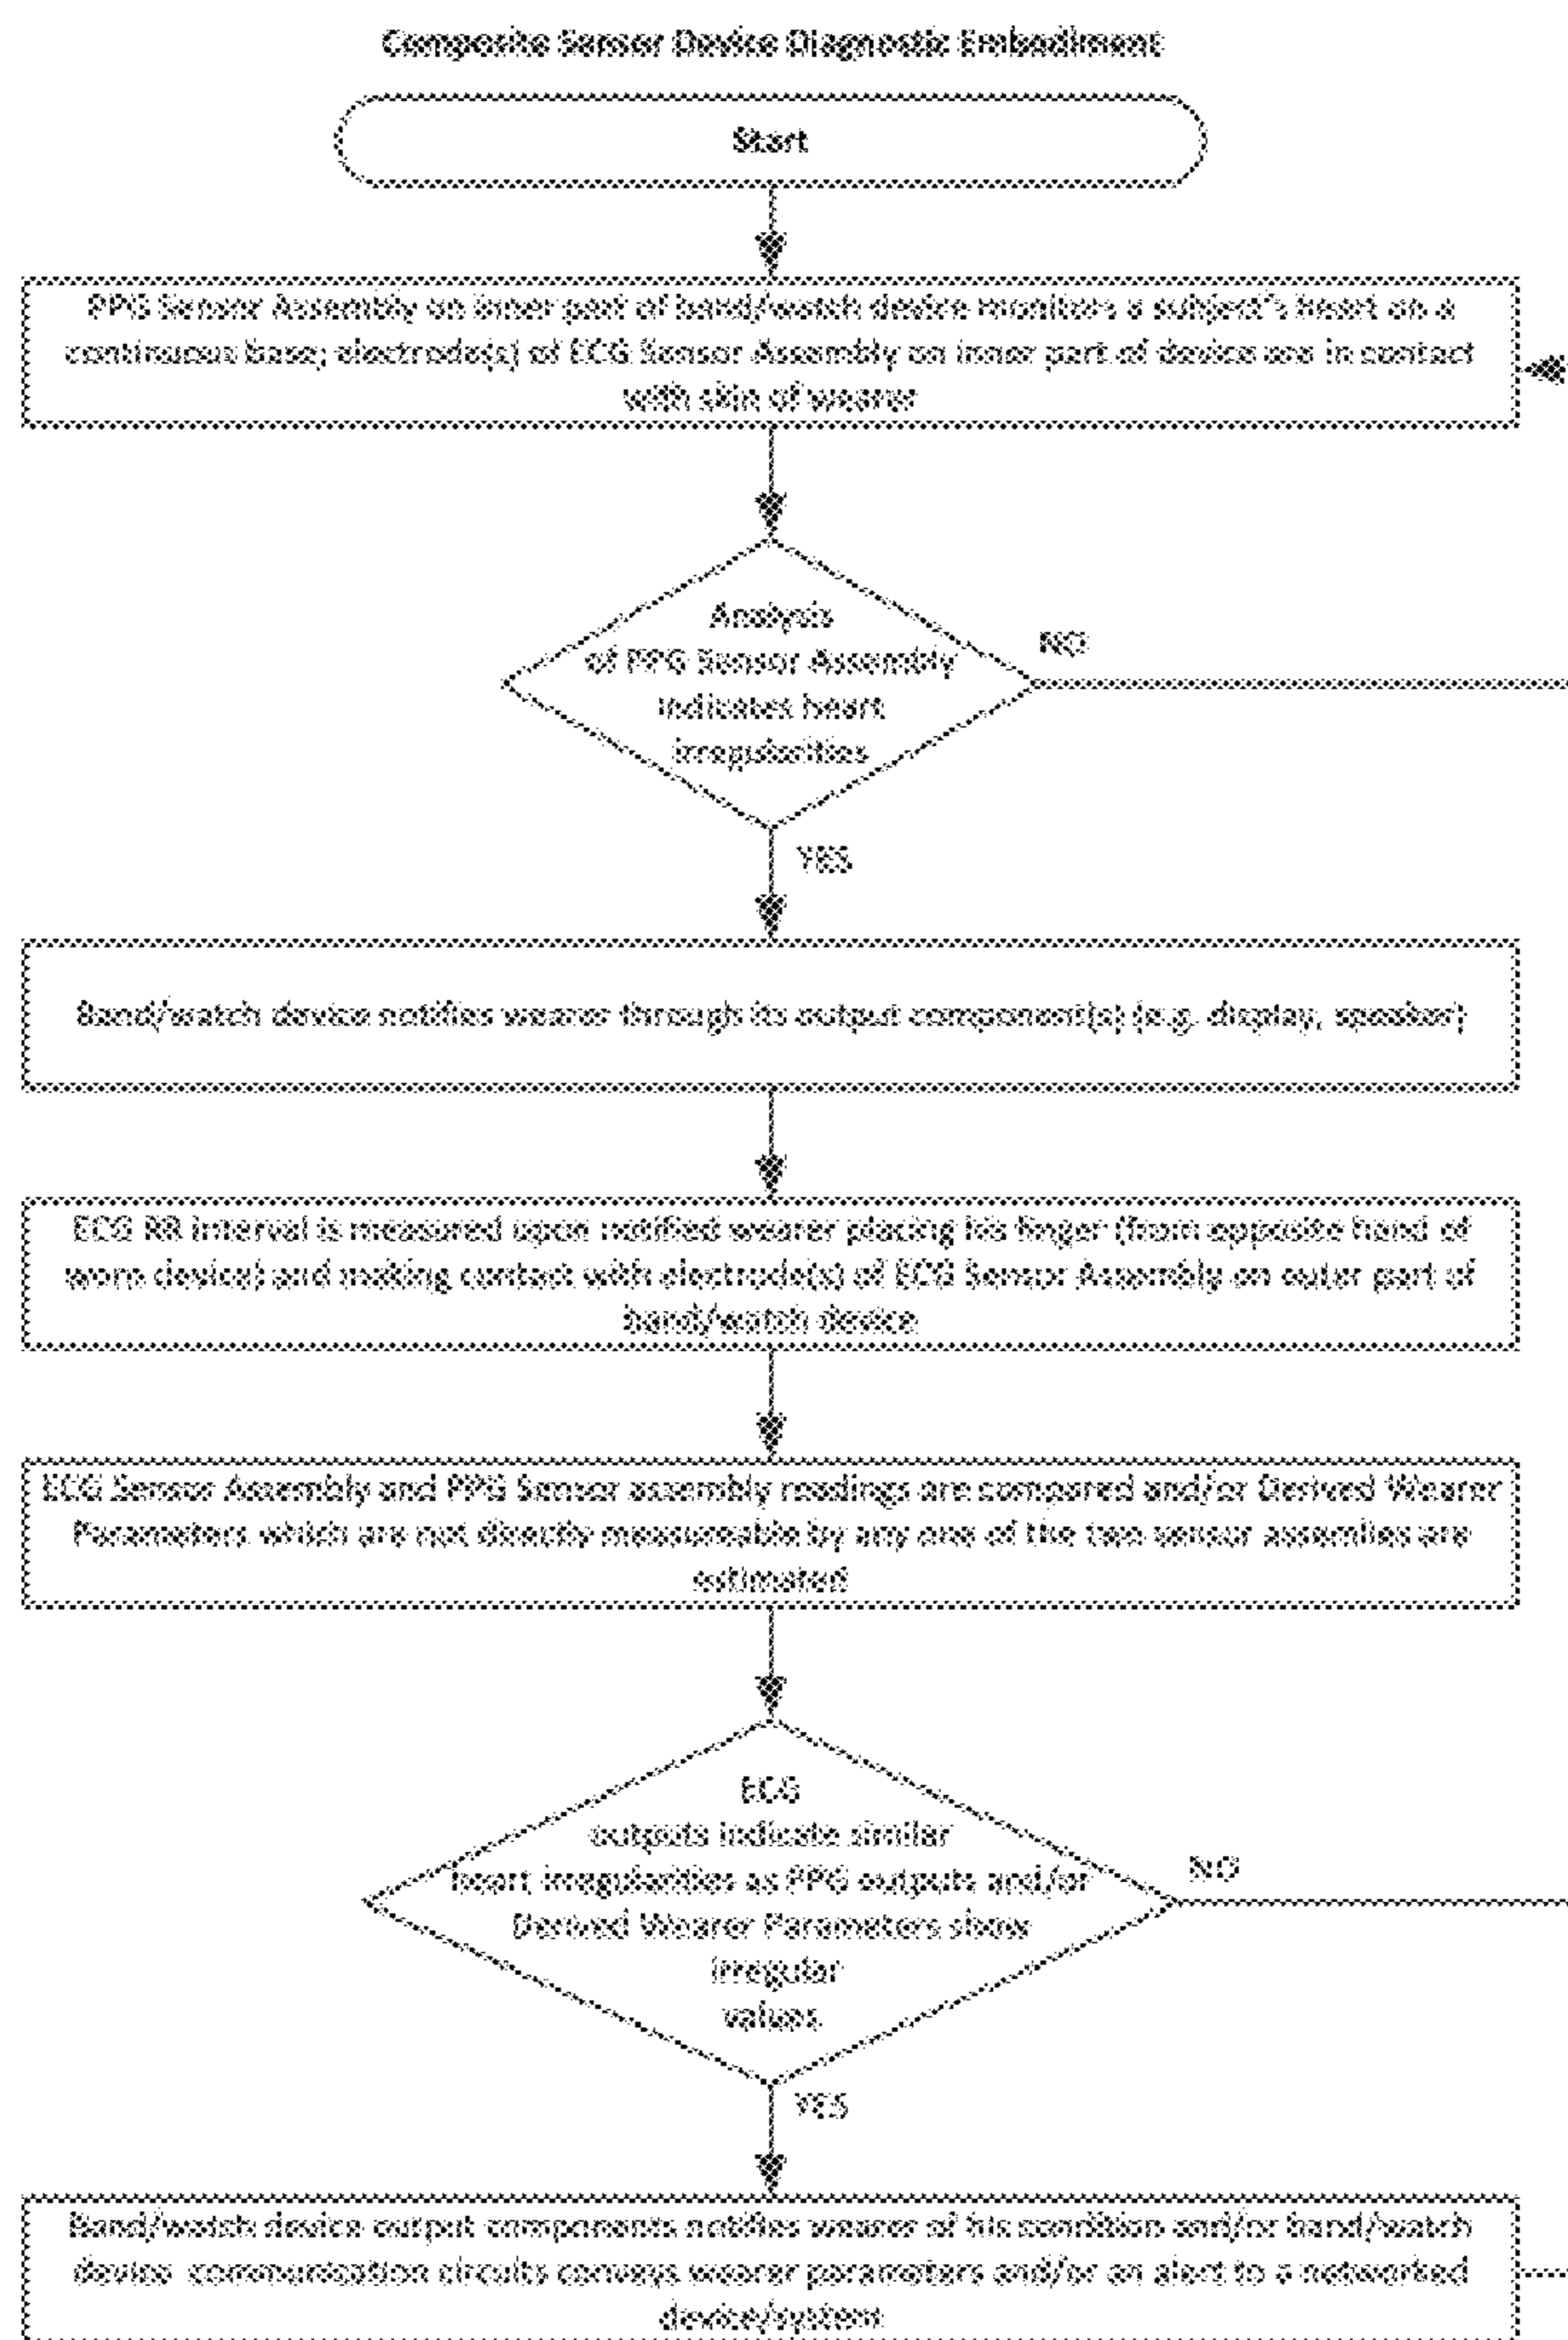 Composite Sensor Device Diagnostic Embodiment
Start
PPG Sensor Assembly on inner part of band/watch device monitors a subject's heart on a
continuous base; electrode(s) of ECG Sensor Assembly on inner part of device are in contact
with skin of wearer
Analysis
of PPG Sensor Assembly
indicates heart
irregularities
NO
YES
Band/watch device notifies wearer through its output component(s) (e.g. display, speaker)
ECG RR interval is measured upon notified wearer placing his finger (from opposite hand of
worn device) and making contact with electrode(s) of ECG Sensor Assembly on outer part of
band/watch device
ECG Sensor Assembly and PPG Sensor assembly readings are compared and/or Derived Wearer
Parameters which are not directly measureable by any one of the two sensor assemlies are
estimated
ECG
outputs indicate similar
heart irregularities as PPG outputs and/or
Derived Wearer Parameters show
irregular
values
NO
YES
Band/watch device output components notifies wearer of his condition and/or band/watch
device communication circuits conveys wearer parameters and/or an alert to a networked
device/system